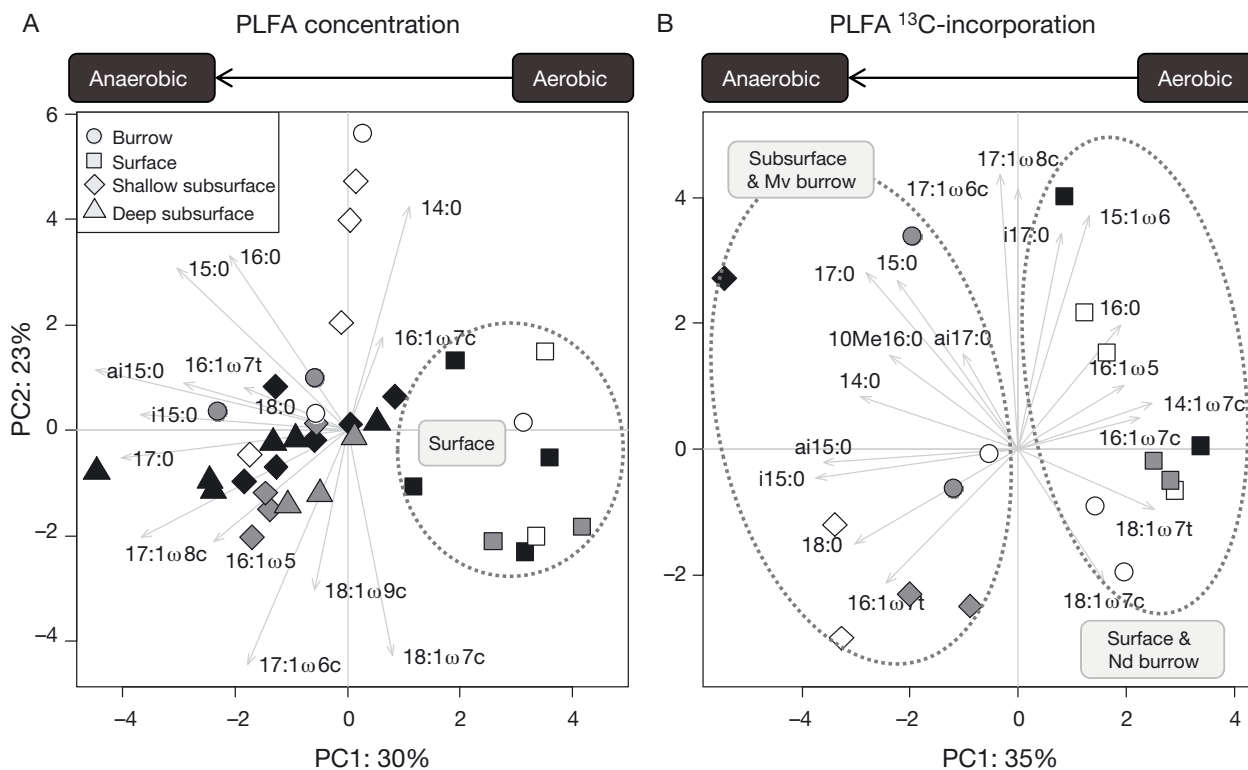 A
PLFA concentration
Anaerobic
Aerobic
6
4
2
0
−2
−4
PC2: 23%
Burrow
Surface
Shallow subsurface
Deep subsurface
14:0
16:0
15:0
16:1ω7c
16:1ω7t
ai15:0
18:0
i15:0
17:0
Surface
17:1ω8c
16:1ω5
18:1ω9c
17:1ω6c
18:1ω7c
−4
−2
0
2
4
PC1: 30%
B
PLFA ¹³C-incorporation
Anaerobic
Aerobic
4
2
0
−2
Subsurface
& Mv burrow
17:1ω8c
17:1ω6c
15:1ω6
i17:0
15:0
17:0
16:0
10Me16:0
ai17:0
16:1ω5
14:0
14:1ω7c
16:1ω7c
ai15:0
i15:0
18:1ω7t
18:0
16:1ω7t
18:1ω7c
Surface &
Nd burrow
−4
−2
0
2
4
PC1: 35%